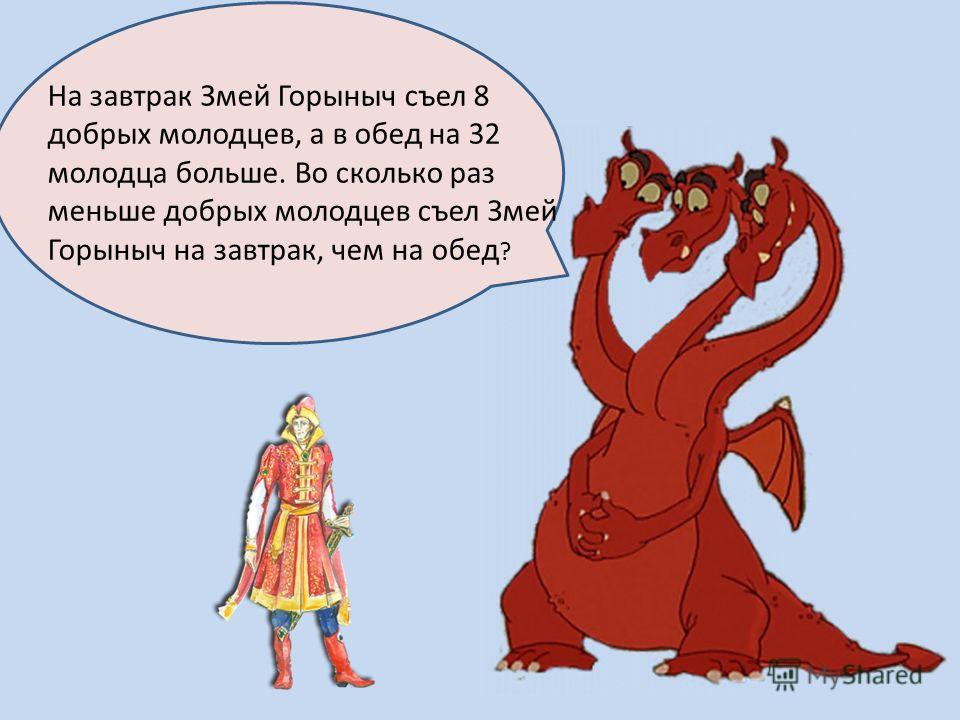 На завтрак Змей Горыныч съел 8
добрых молодцев, а в обед на 32
молодца больше. Во сколько раз
меньше добрых молодцев съел Змей
Горыныч на завтрак, чем на обед?
MyShared